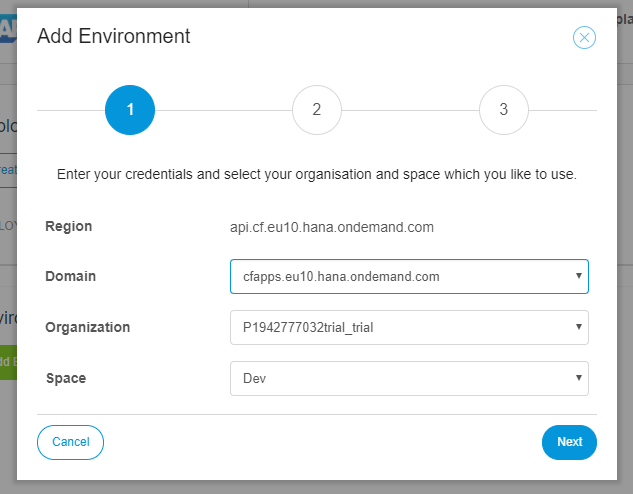 Add Environment
1
2
3
Enter your credentials and select your organisation and space which you like to use.
Region
api.cf.eu10.hana.ondemand.com
Domain
cfapps.eu10.hana.ondemand.com
Organization
P1942777032trial_trial
Space
Dev
Cancel
Next